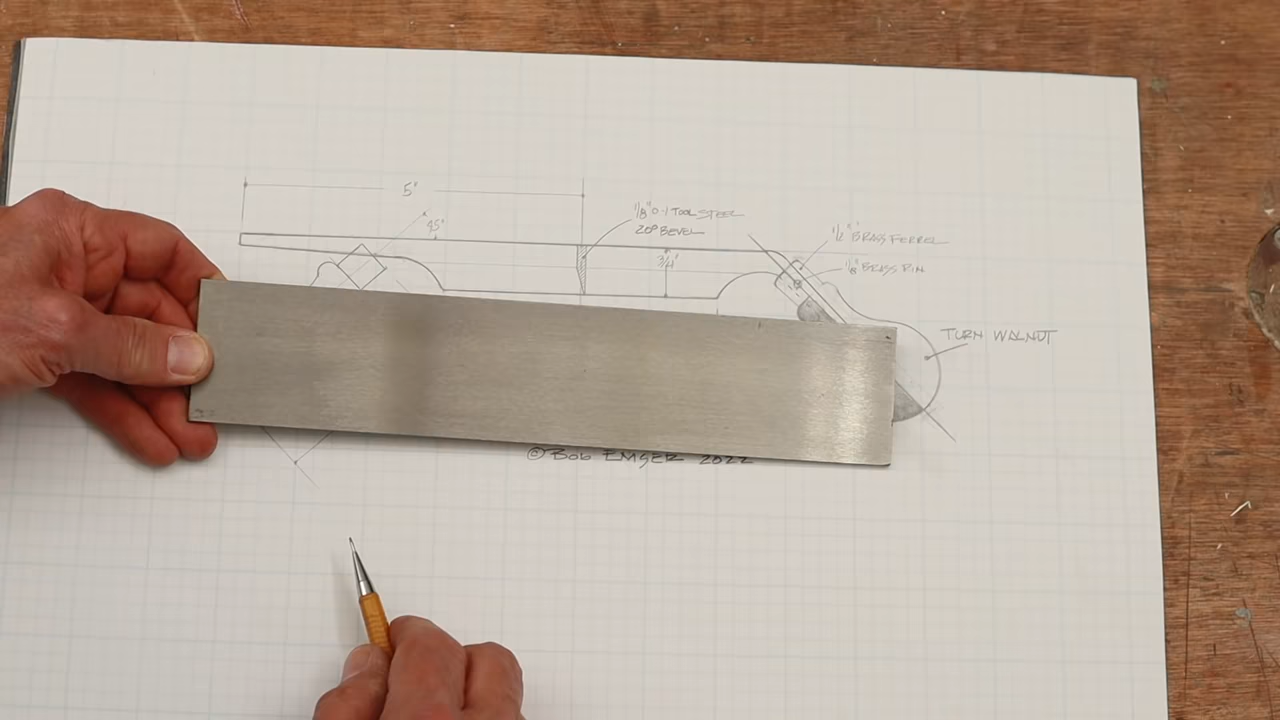 5"
45°
1/8" O-1 TOOL STEEL
20° BEVEL
3/4"
1/2" BRASS FERREL
1/8 BRASS PIN
TURN WALNUT
© BOB EMSER 2022